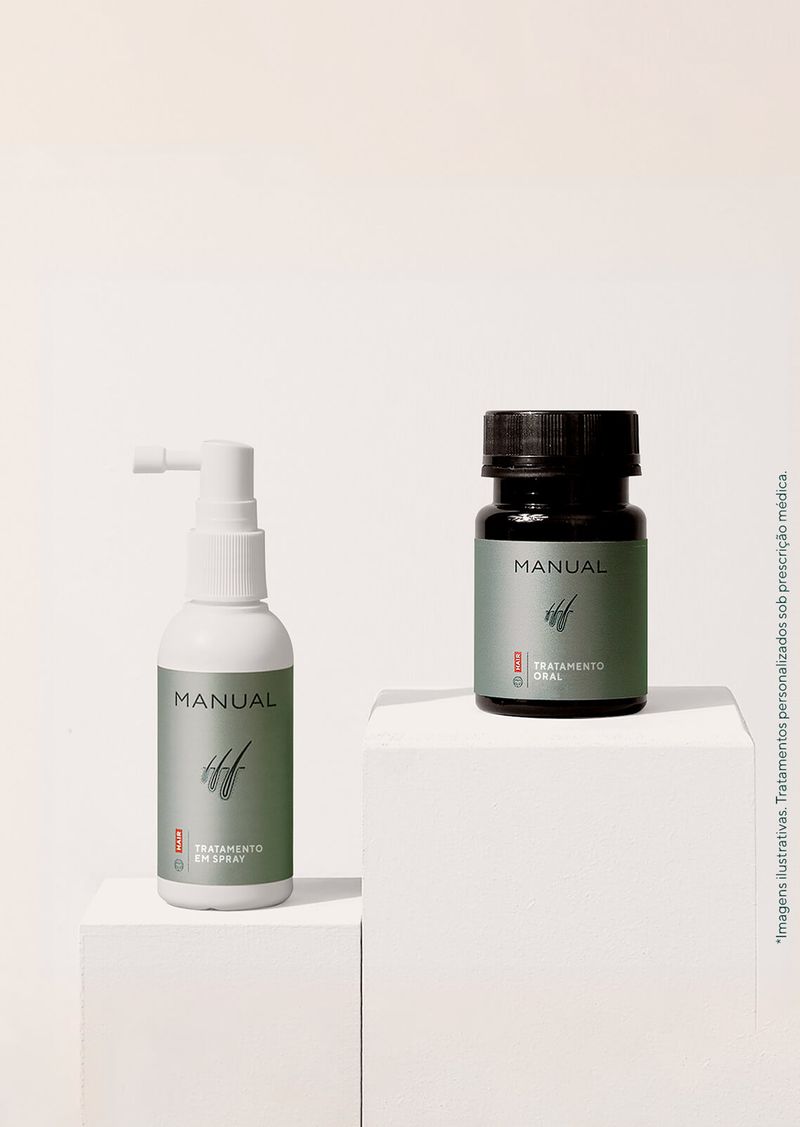 MANUAL
HAIR
TRATAMENTO
EM SPRAY
MANUAL
HAIR
TRATAMENTO
ORAL
*Imagens ilustrativas. Tratamentos personalizados sob prescrição médica.